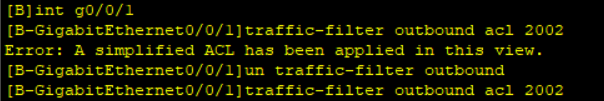 [B]int g0/0/1
[B-GigabitEthernet0/0/1]traffic-filter outbound acl 2002
Error: A simplified ACL has been applied in this view.
[B-GigabitEthernet0/0/1]un traffic-filter outbound
[B-GigabitEthernet0/0/1]traffic-filter outbound acl 2002